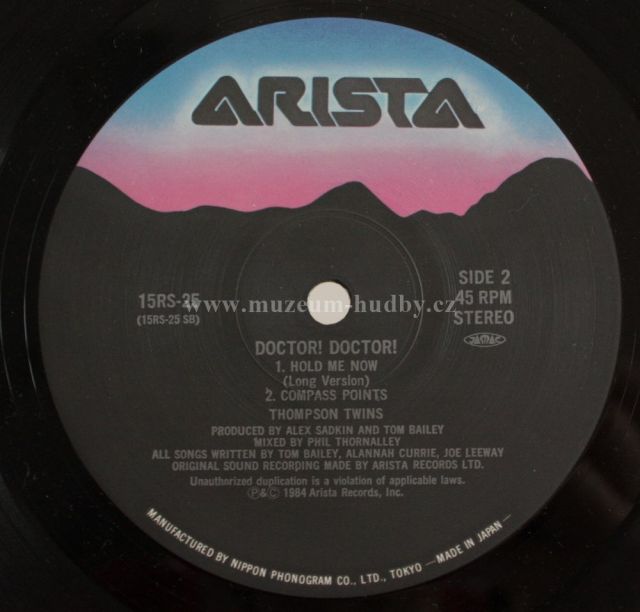 ARISTA
15RS-25
(15RS-25 SB)
SIDE 2
45 RPM
STEREO
JASRAC
www.muzeum-hudby.cz
DOCTOR! DOCTOR!
1. HOLD ME NOW
(Long Version)
2. COMPASS POINTS
THOMPSON TWINS
PRODUCED BY ALEX SADKIN AND TOM BAILEY
MIXED BY PHIL THORNALLEY
ALL SONGS WRITTEN BY TOM BAILEY, ALANNAH CURRIE, JOE LEEWAY
ORIGINAL SOUND RECORDING MADE BY ARISTA RECORDS LTD.
Unauthorized duplication is a violation of applicable laws.
Ⓟ&© 1984 Arista Records, Inc.
MANUFACTURED BY NIPPON PHONOGRAM CO., LTD., TOKYO —MADE IN JAPAN—